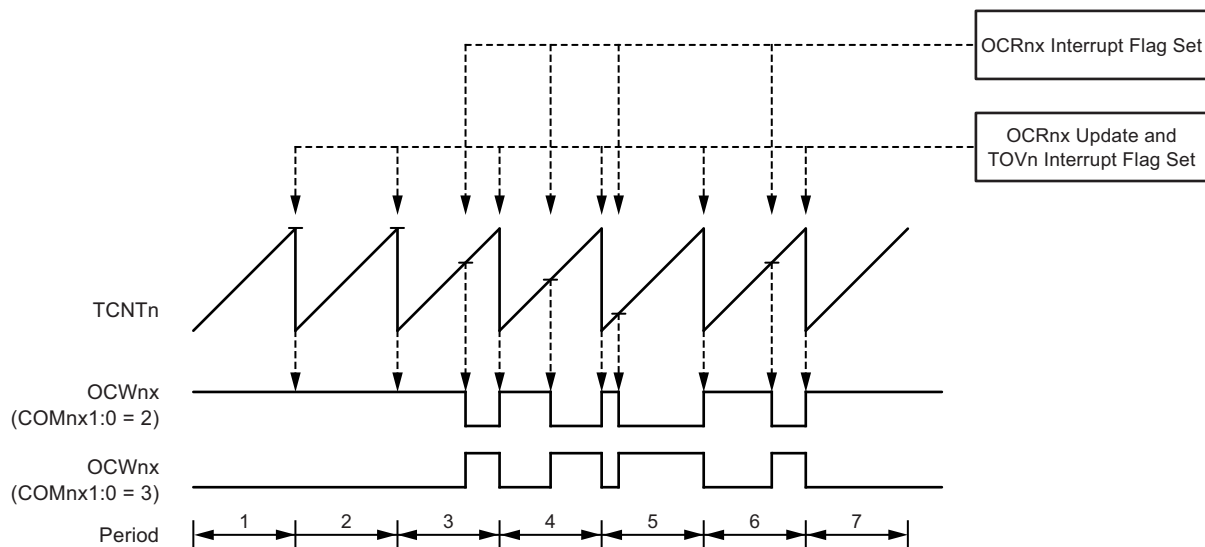 OCRnx Interrupt Flag Set
OCRnx Update and
TOVn Interrupt Flag Set
TCNTn
OCWnx
(COMnx1:0 = 2)
OCWnx
(COMnx1:0 = 3)
Period
1
2
3
4
5
6
7